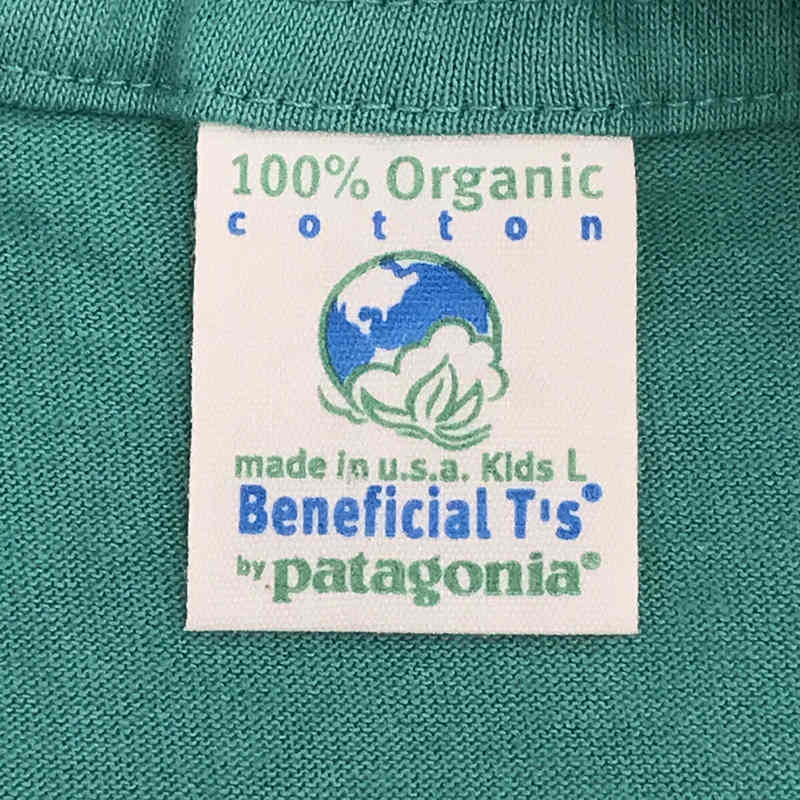 100% Organic
cotton
made in u.s.a. Kids L
Beneficial T's®
by patagonia®